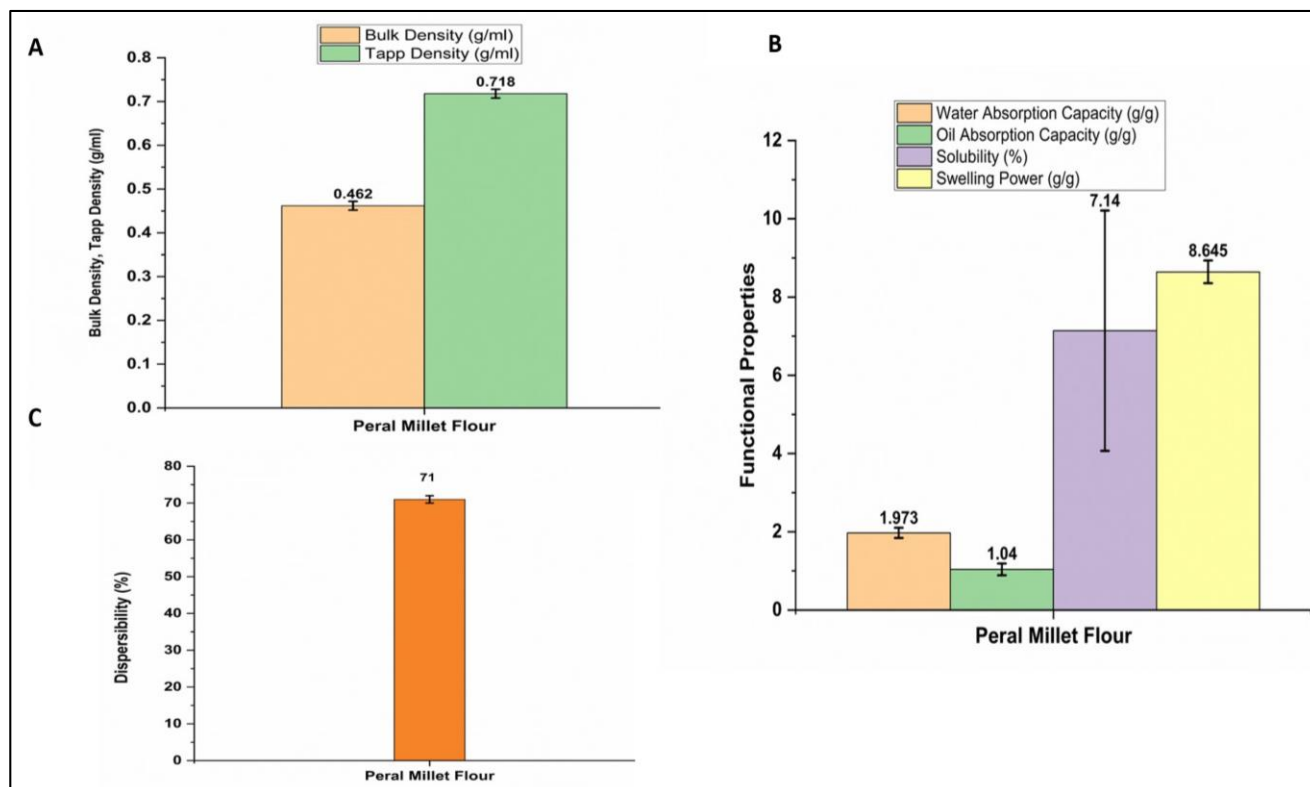 A
Bulk Density (g/ml)
Tapp Density (g/ml)
Bulk Density, Tapp Density (g/ml)
0.8
0.7
0.6
0.5
0.4
0.3
0.2
0.1
0.0
0.462
0.718
Peral Millet Flour
B
Water Absorption Capacity (g/g)
Oil Absorption Capacity (g/g)
Solubility (%)
Swelling Power (g/g)
Functional Properties
12
10
8
6
4
2
0
1.973
1.04
7.14
8.645
Peral Millet Flour
C
Dispersibility (%)
80
70
60
50
40
30
20
10
0
71
Peral Millet Flour